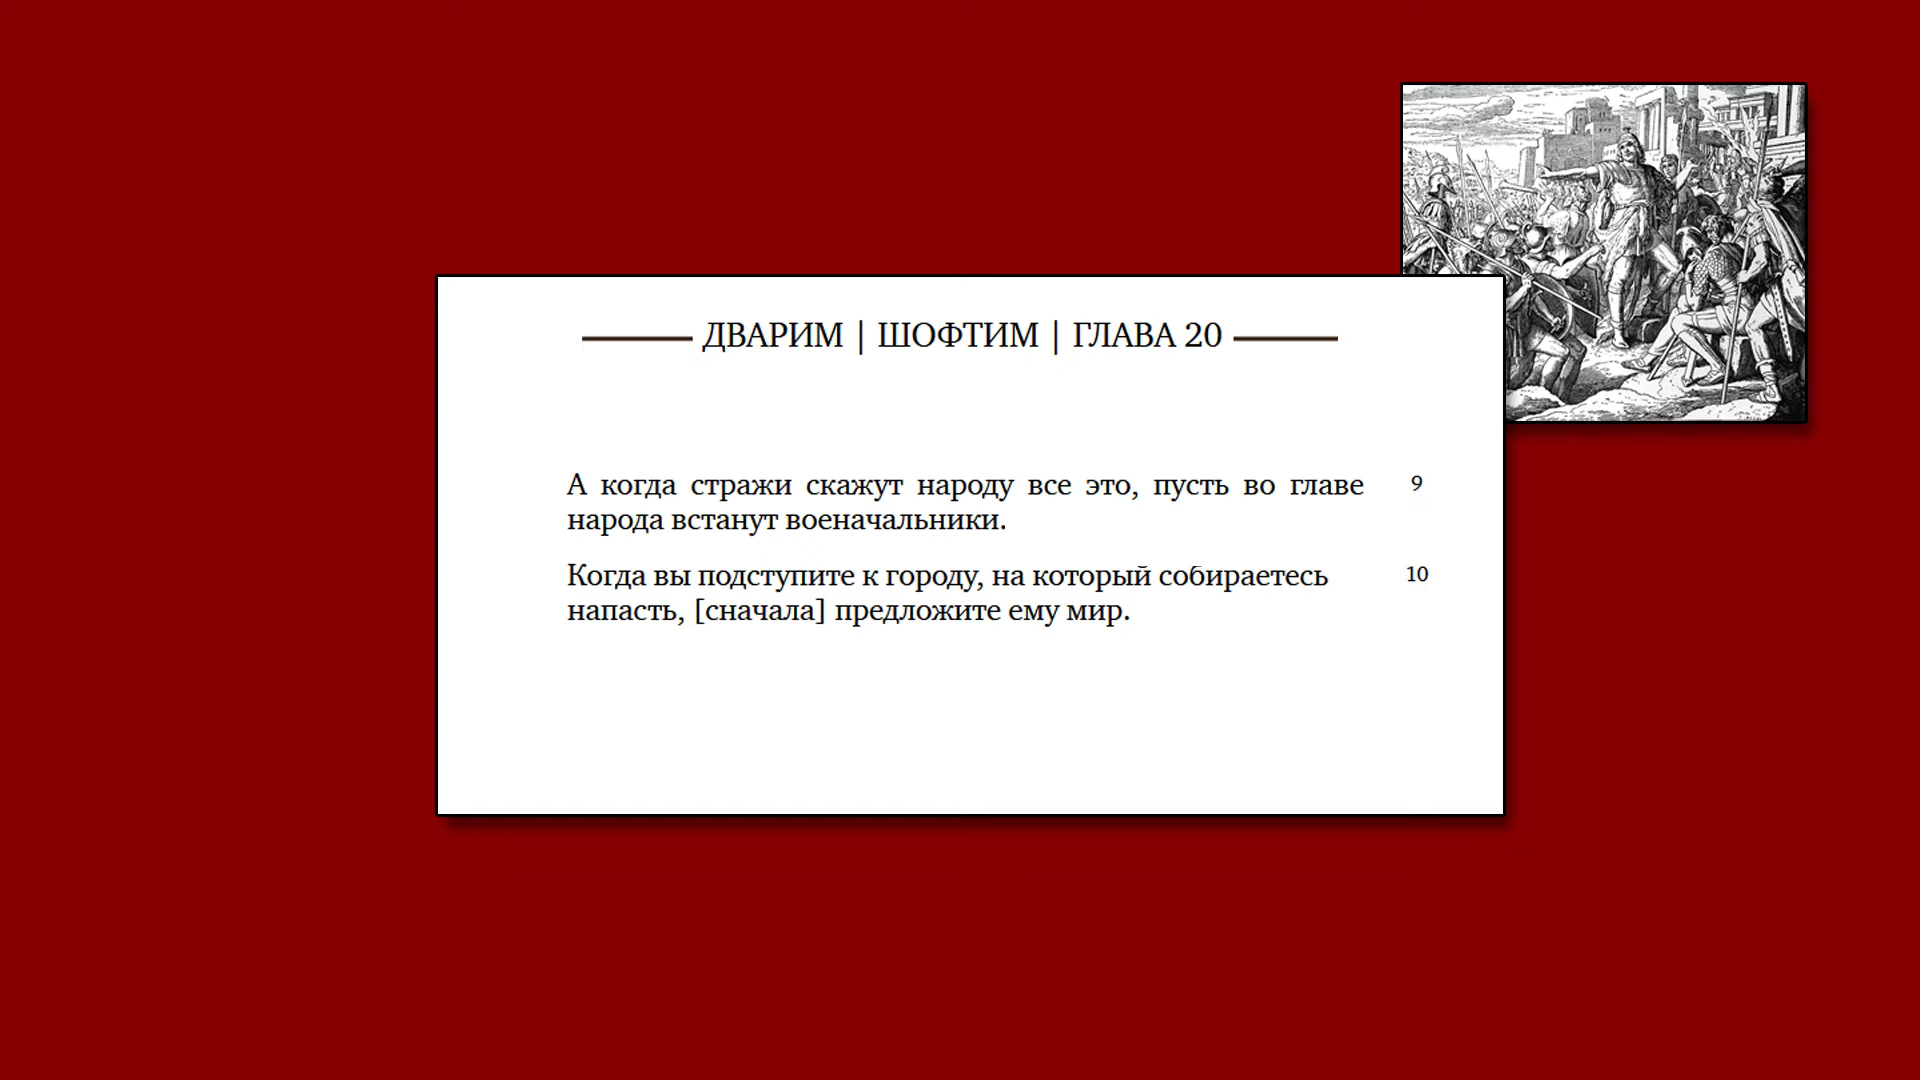 ДВАРИМ | ШОФТИМ | ГЛАВА 20
А когда стражи скажут народу все это, пусть во главе 9
народа встанут военачальники.
Когда вы подступите к городу, на который собираетесь 10
напасть, [сначала] предложите ему мир.